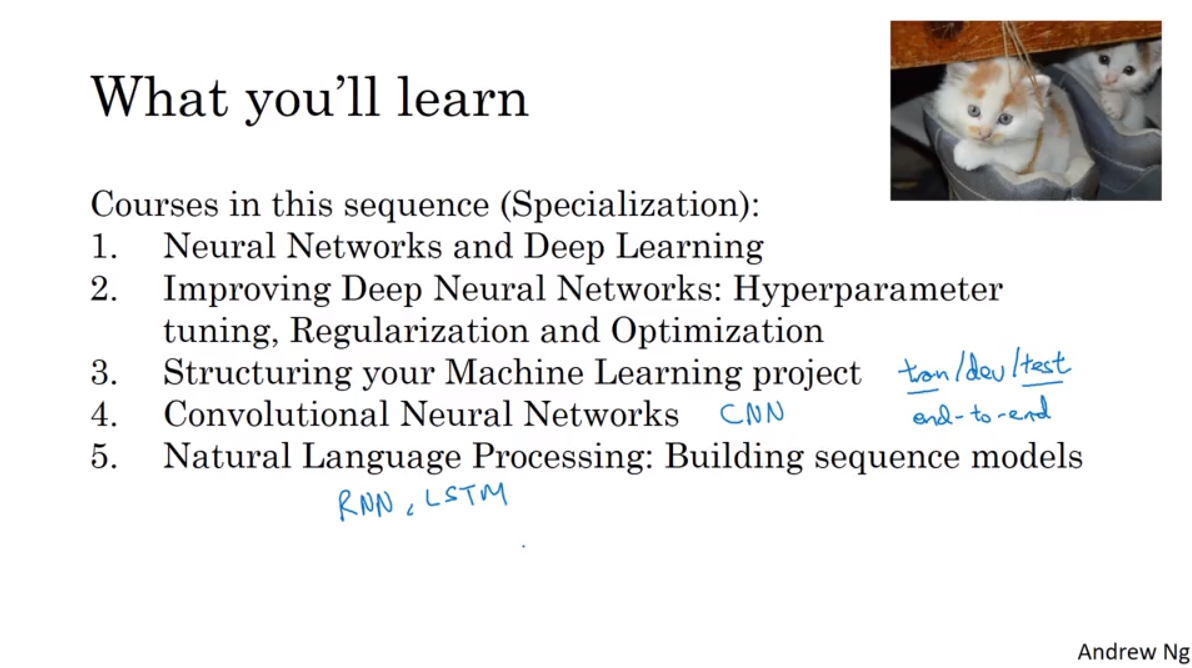 What you'll learn
Courses in this sequence (Specialization):
1. Neural Networks and Deep Learning
2. Improving Deep Neural Networks: Hyperparameter
tuning, Regularization and Optimization
3. Structuring your Machine Learning project train/dev/test
4. Convolutional Neural Networks CNN end-to-end
5. Natural Language Processing: Building sequence models
RNN, LSTM
Andrew Ng